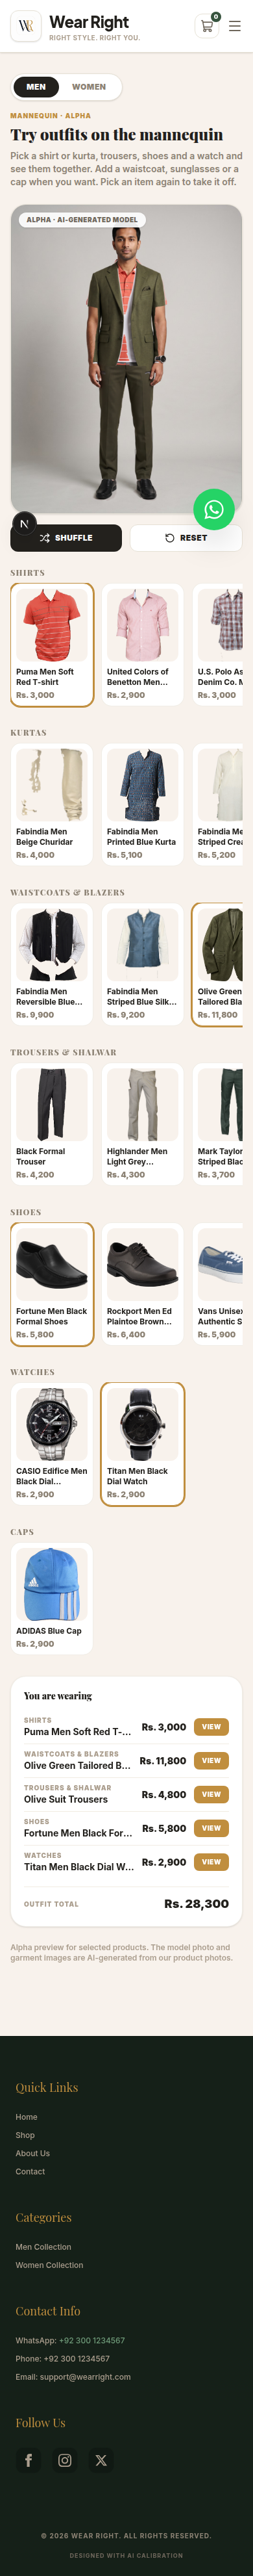 WR
Wear Right
RIGHT STYLE. RIGHT YOU.
0
MEN
WOMEN
MANNEQUIN · ALPHA
Try outfits on the mannequin
Pick a shirt or kurta, trousers, shoes and a watch and
see them together. Add a waistcoat, sunglasses or a
cap when you want. Pick an item again to take it off.
ALPHA · AI-GENERATED MODEL
N
SHUFFLE
RESET
SHIRTS
Puma Men Soft
Red T-shirt
Rs. 3,000
United Colors of
Benetton Men...
Rs. 2,900
U.S. Polo As
Denim Co. M
Rs. 3,000
KURTAS
Fabindia Men
Beige Churidar
Rs. 4,000
Fabindia Men
Printed Blue Kurta
Rs. 5,100
Fabindia Me
Striped Crea
Rs. 5,200
WAISTCOATS & BLAZERS
Fabindia Men
Reversible Blue...
Rs. 9,900
Fabindia Men
Striped Blue Silk...
Rs. 9,200
Olive Green
Tailored Bla
Rs. 11,800
TROUSERS & SHALWAR
Black Formal
Trouser
Rs. 4,200
Highlander Men
Light Grey...
Rs. 4,300
Mark Taylor
Striped Blac
Rs. 3,700
SHOES
Fortune Men Black
Formal Shoes
Rs. 5,800
Rockport Men Ed
Plaintoe Brown...
Rs. 6,400
Vans Unisex
Authentic S
Rs. 5,900
WATCHES
CASIO Edifice Men
Black Dial...
Rs. 2,900
Titan Men Black
Dial Watch
Rs. 2,900
CAPS
adidas
ADIDAS Blue Cap
Rs. 2,900
You are wearing
SHIRTS
Puma Men Soft Red T-...
Rs. 3,000
VIEW
WAISTCOATS & BLAZERS
Olive Green Tailored B...
Rs. 11,800
VIEW
TROUSERS & SHALWAR
Olive Suit Trousers
Rs. 4,800
VIEW
SHOES
Fortune Men Black For...
Rs. 5,800
VIEW
WATCHES
Titan Men Black Dial W...
Rs. 2,900
VIEW
OUTFIT TOTAL
Rs. 28,300
Alpha preview for selected products. The model photo and
garment images are AI-generated from our product photos.
Quick Links
Home
Shop
About Us
Contact
Categories
Men Collection
Women Collection
Contact Info
WhatsApp: +92 300 1234567
Phone: +92 300 1234567
Email: support@wearright.com
Follow Us
© 2026 WEAR RIGHT. ALL RIGHTS RESERVED.
DESIGNED WITH AI CALIBRATION